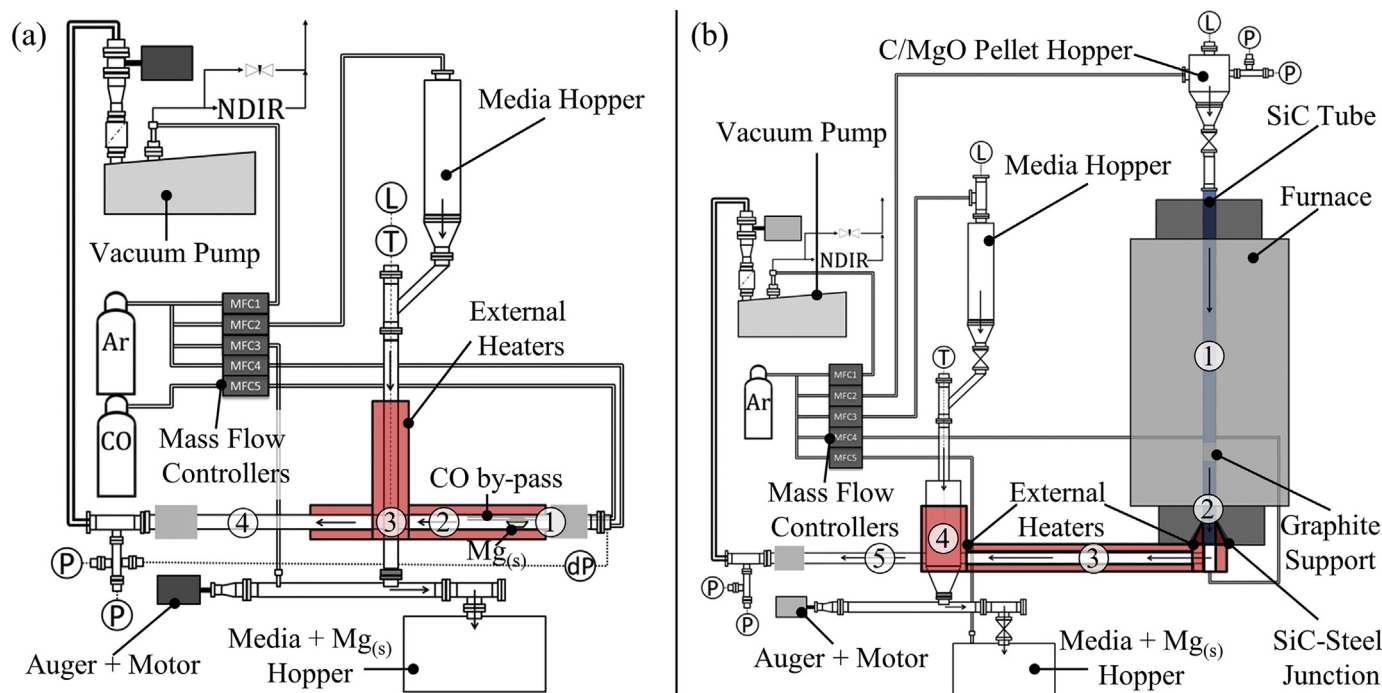 (a)
NDIR
Media Hopper
Vacuum Pump
L
T
MFC1
MFC2
MFC3
MFC4
MFC5
Ar
CO
External
Heaters
Mass Flow
Controllers
CO by-pass
4
3
2
1
Mg(s)
P
dP
P
Auger + Motor
Media + Mg(s)
Hopper
(b)
L
C/MgO Pellet Hopper
P
P
SiC Tube
Vacuum Pump
L
Media Hopper
Furnace
NDIR
T
1
MFC1
MFC2
MFC3
MFC4
MFC5
Ar
Mass Flow
Controllers
External
Heaters
2
Graphite
Support
4
5
3
P
P
Auger + Motor
Media + Mg(s)
Hopper
SiC-Steel
Junction